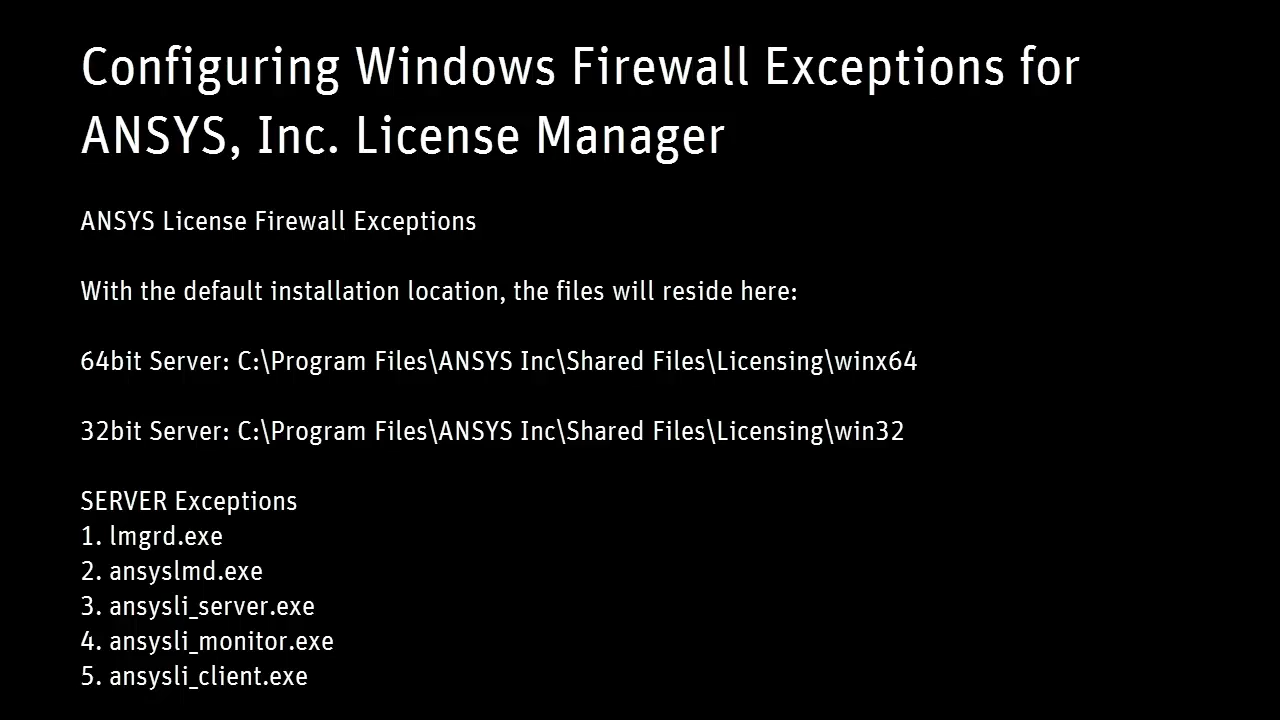 Configuring Windows Firewall Exceptions for
ANSYS, Inc. License Manager
ANSYS License Firewall Exceptions
With the default installation location, the files will reside here:
64bit Server: C:\Program Files\ANSYS Inc\Shared Files\Licensing\winx64
32bit Server: C:\Program Files\ANSYS Inc\Shared Files\Licensing\win32
SERVER Exceptions
1. lmgrd.exe
2. ansyslmd.exe
3. ansysli_server.exe
4. ansysli_monitor.exe
5. ansysli_client.exe